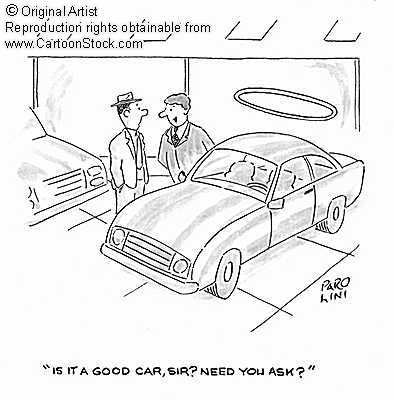 © Original Artist
Reproduction rights obtainable from
www.CartoonStock.com
PARO
LINI
"IS IT A GOOD CAR, SIR? NEED YOU ASK?"